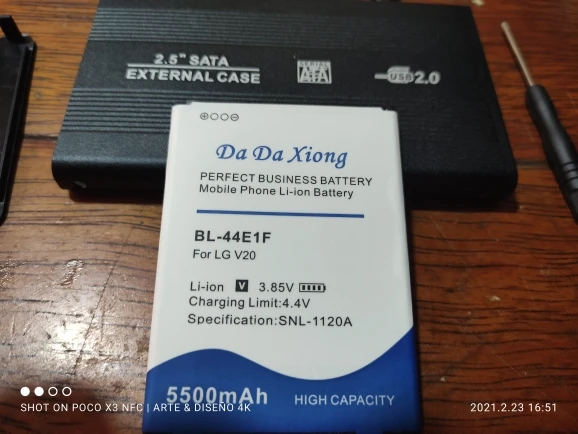 2.5" SATA
EXTERNAL CASE
SERIAL
ATA
USB 2.0
Da Da Xiong
PERFECT BUSINESS BATTERY
Mobile Phone Li-ion Battery
BL-44E1F
For LG V20
Li-ion V 3.85V
Charging Limit:4.4V
Specification:SNL-1120A
5500mAh HIGH CAPACITY
SHOT ON POCO X3 NFC | ARTE & DISEÑO 4K
2021.2.23 16:51